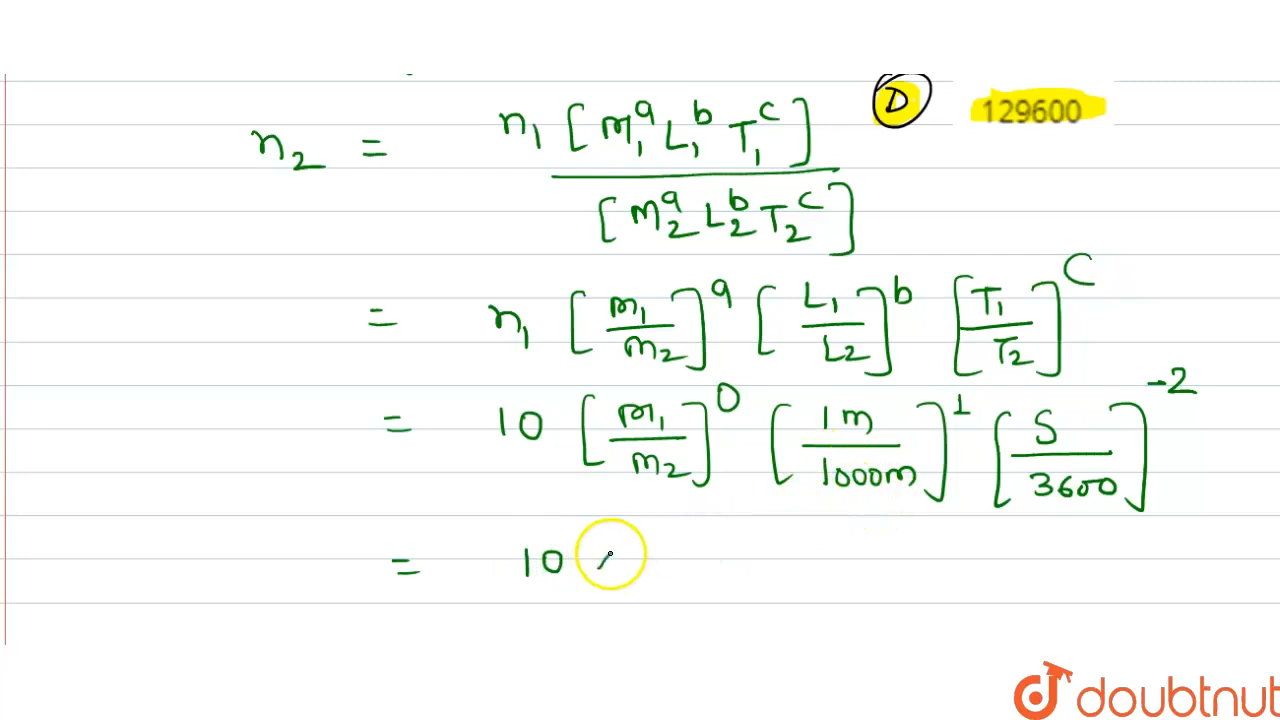 D 129600
n₂ = n₁ [M₁ᵃ L₁ᵇ T₁ᶜ] / [M₂ᵃ L₂ᵇ T₂ᶜ]
= n₁ [m₁/m₂]ᵃ [L₁/L₂]ᵇ [T₁/T₂]ᶜ
= 10 [m₁/m₂]⁰ [1m/1000m]¹ [S/3600]⁻²
= 10
doubtnut